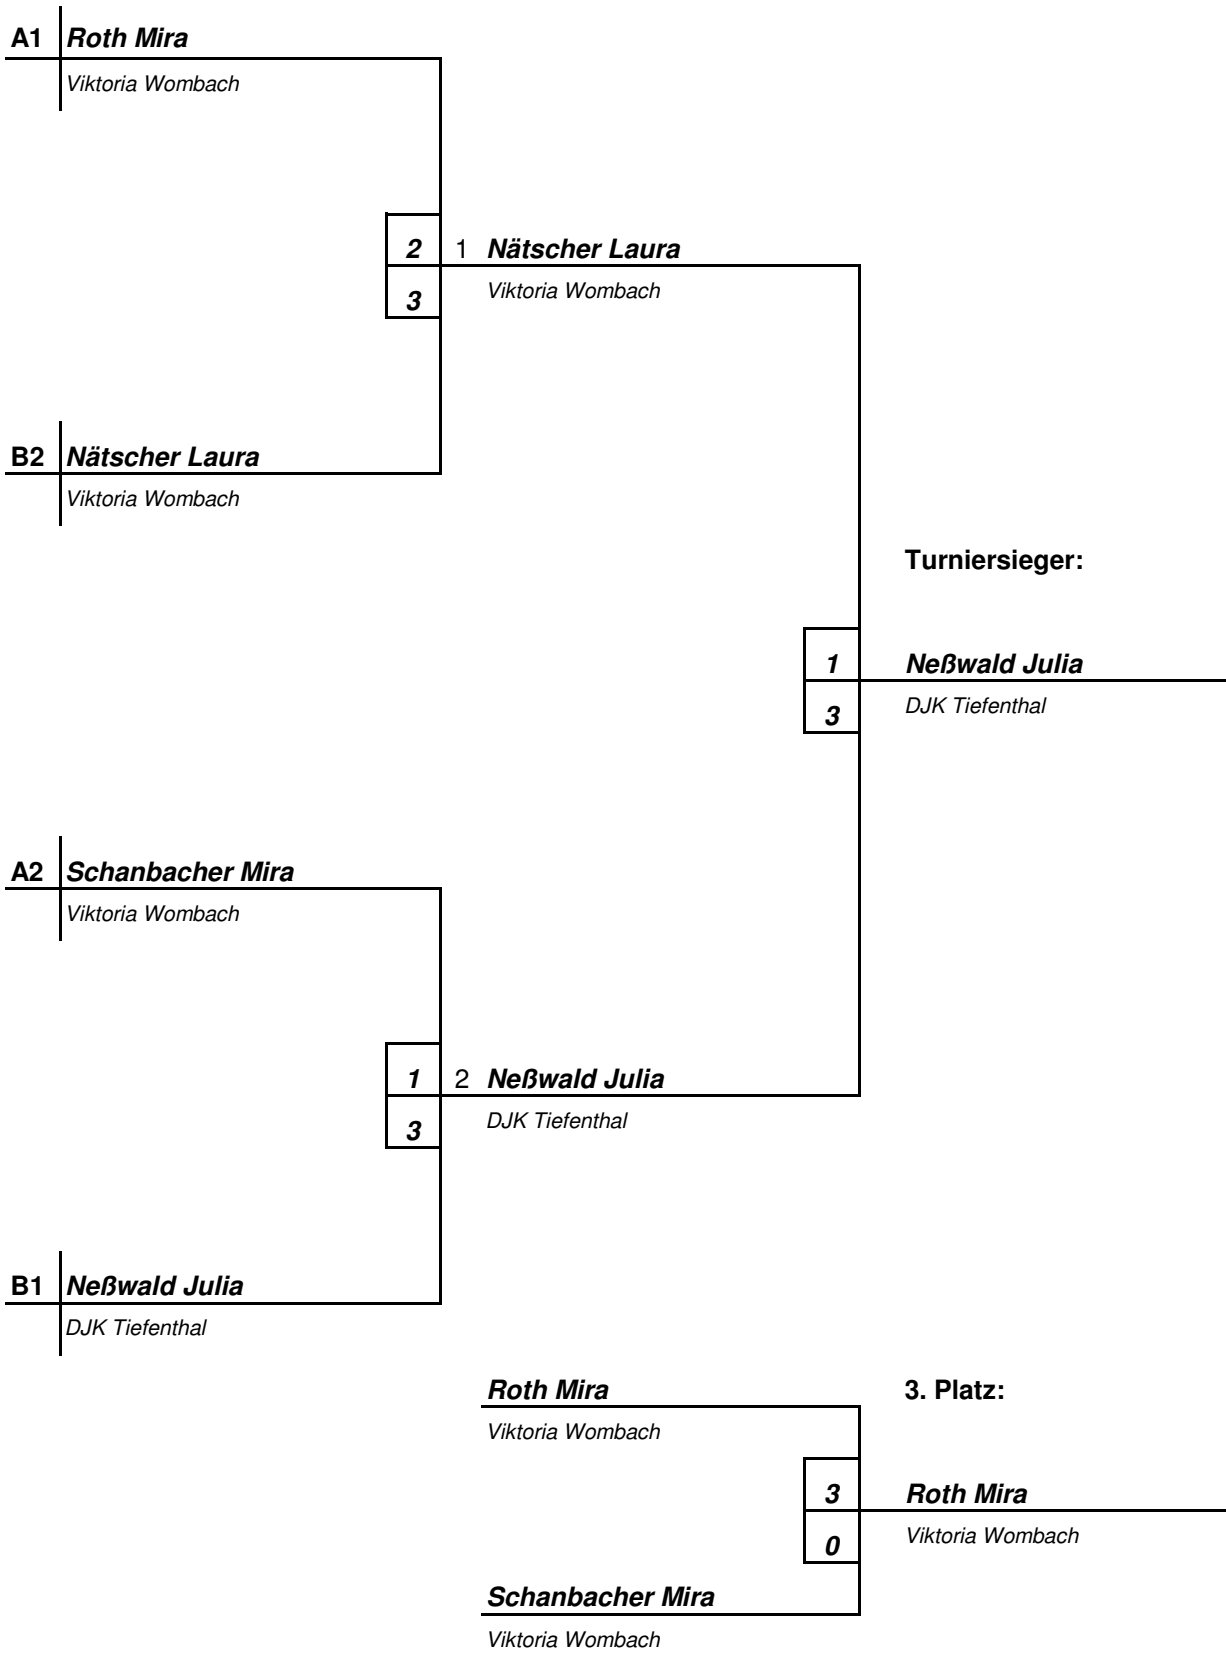 A1 Roth Mira
Viktoria Wombach
2 1 Nätscher Laura
3 Viktoria Wombach
B2 Nätscher Laura
Viktoria Wombach
Turniersieger:
1 Neßwald Julia
3 DJK Tiefenthal
A2 Schanbacher Mira
Viktoria Wombach
1 2 Neßwald Julia
3 DJK Tiefenthal
B1 Neßwald Julia
DJK Tiefenthal
Roth Mira 3. Platz:
Viktoria Wombach
3 Roth Mira
0 Viktoria Wombach
Schanbacher Mira
Viktoria Wombach